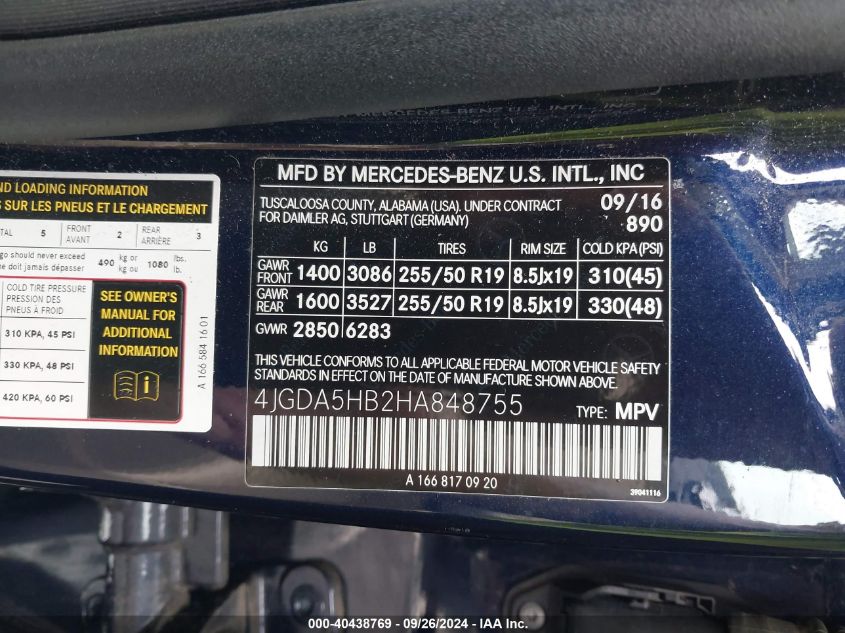 ND LOADING INFORMATION
S SUR LES PNEUS ET LE CHARGEMENT
TAL 5 FRONT AVANT 2 REAR ARRIÈRE 3
go should never exceed 490 kg or kg ou 1080 lbs. lb.
ne doit jamais dépasser
COLD TIRE PRESSURE
PRESSION DES
PNEUS À FROID
310 KPA, 45 PSI
330 KPA, 48 PSI
420 KPA, 60 PSI
SEE OWNER'S
MANUAL FOR
ADDITIONAL
INFORMATION
A 166 584 16 01
MFD BY MERCEDES-BENZ U.S. INTL., INC
TUSCALOOSA COUNTY, ALABAMA (USA). UNDER CONTRACT 09/16
FOR DAIMLER AG, STUTTGART (GERMANY) 890
KG LB TIRES RIM SIZE COLD KPA (PSI)
GAWR FRONT 1400 3086 255/50 R19 8.5Jx19 310(45)
GAWR REAR 1600 3527 255/50 R19 8.5Jx19 330(48)
GVWR 2850 6283
THIS VEHICLE CONFORMS TO ALL APPLICABLE FEDERAL MOTOR VEHICLE SAFETY
STANDARDS IN EFFECT ON THE DATE OF MANUFACTURE SHOWN ABOVE.
4JGDA5HB2HA848755 TYPE: MPV
A 166 817 09 20
39041116
000-40438769 - 09/26/2024 - IAA Inc.